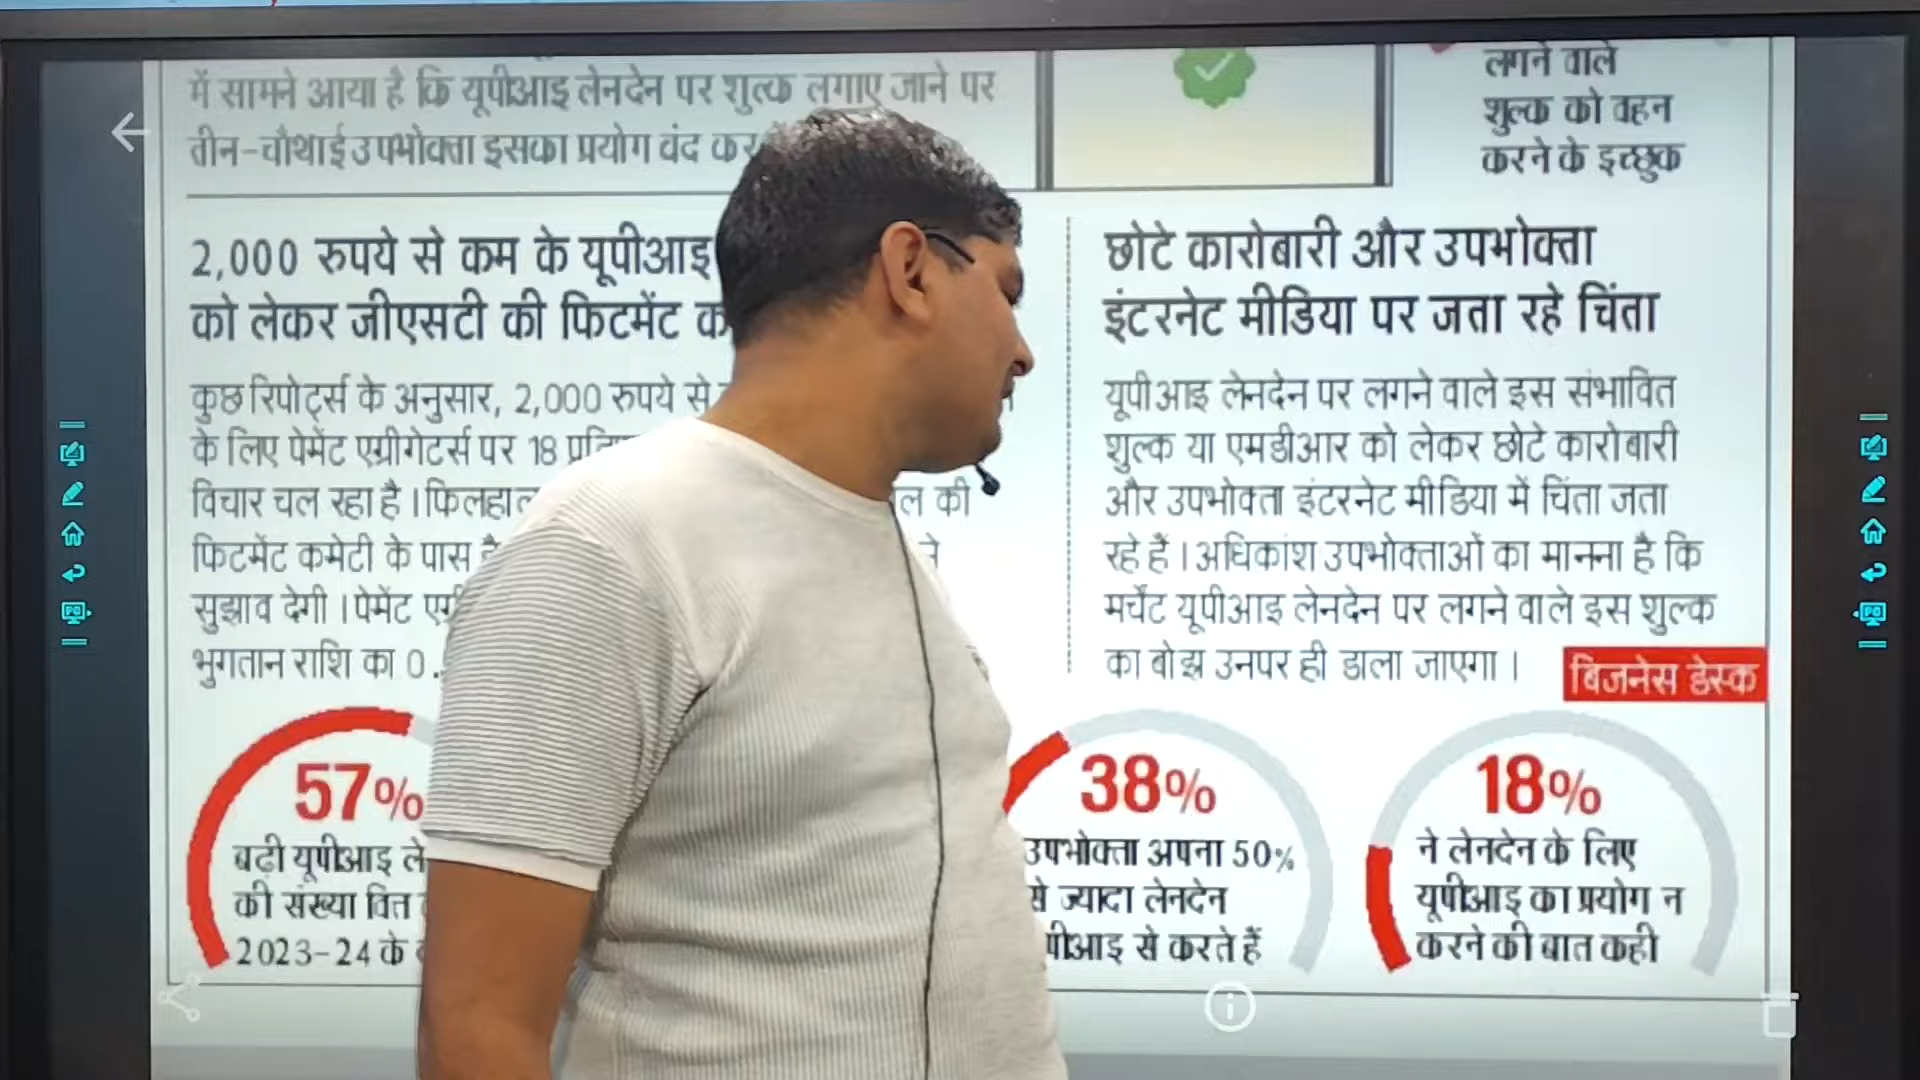 में सामने आया है कि यूपीआइ लेनदेन पर शुल्क लगाए जाने पर
तीन-चौथाई उपभोक्ता इसका प्रयोग बंद कर
लगने वाले
शुल्क को वहन
करने के इच्छुक
2,000 रुपये से कम के यूपीआइ
को लेकर जीएसटी की फिटमेंट क
कुछ रिपोर्ट्स के अनुसार, 2,000 रुपये से
के लिए पेमेंट एग्रीगेटर्स पर 18
विचार चल रहा है। फिलहाल
फिटमेंट कमेटी के पास है
सुझाव देगी। पेमेंट
भुगतान राशि का 0.
छोटे कारोबारी और उपभोक्ता
इंटरनेट मीडिया पर जता रहे चिंता
यूपीआइ लेनदेन पर लगने वाले इस संभावित
शुल्क या एमडीआर को लेकर छोटे कारोबारी
और उपभोक्ता इंटरनेट मीडिया में चिंता जता
रहे हैं। अधिकांश उपभोक्ताओं का मानना है कि
मर्चेंट यूपीआइ लेनदेन पर लगने वाले इस शुल्क
का बोझ उनपर ही डाला जाएगा।
बिजनेस डेस्क
57%
बढ़ी यूपीआइ ले
की संख्या वित्त
2023-24 के
38%
उपभोक्ता अपना 50%
से ज्यादा लेनदेन
पीआइ से करते हैं
18%
ने लेनदेन के लिए
यूपीआइ का प्रयोग न
करने की बात कही